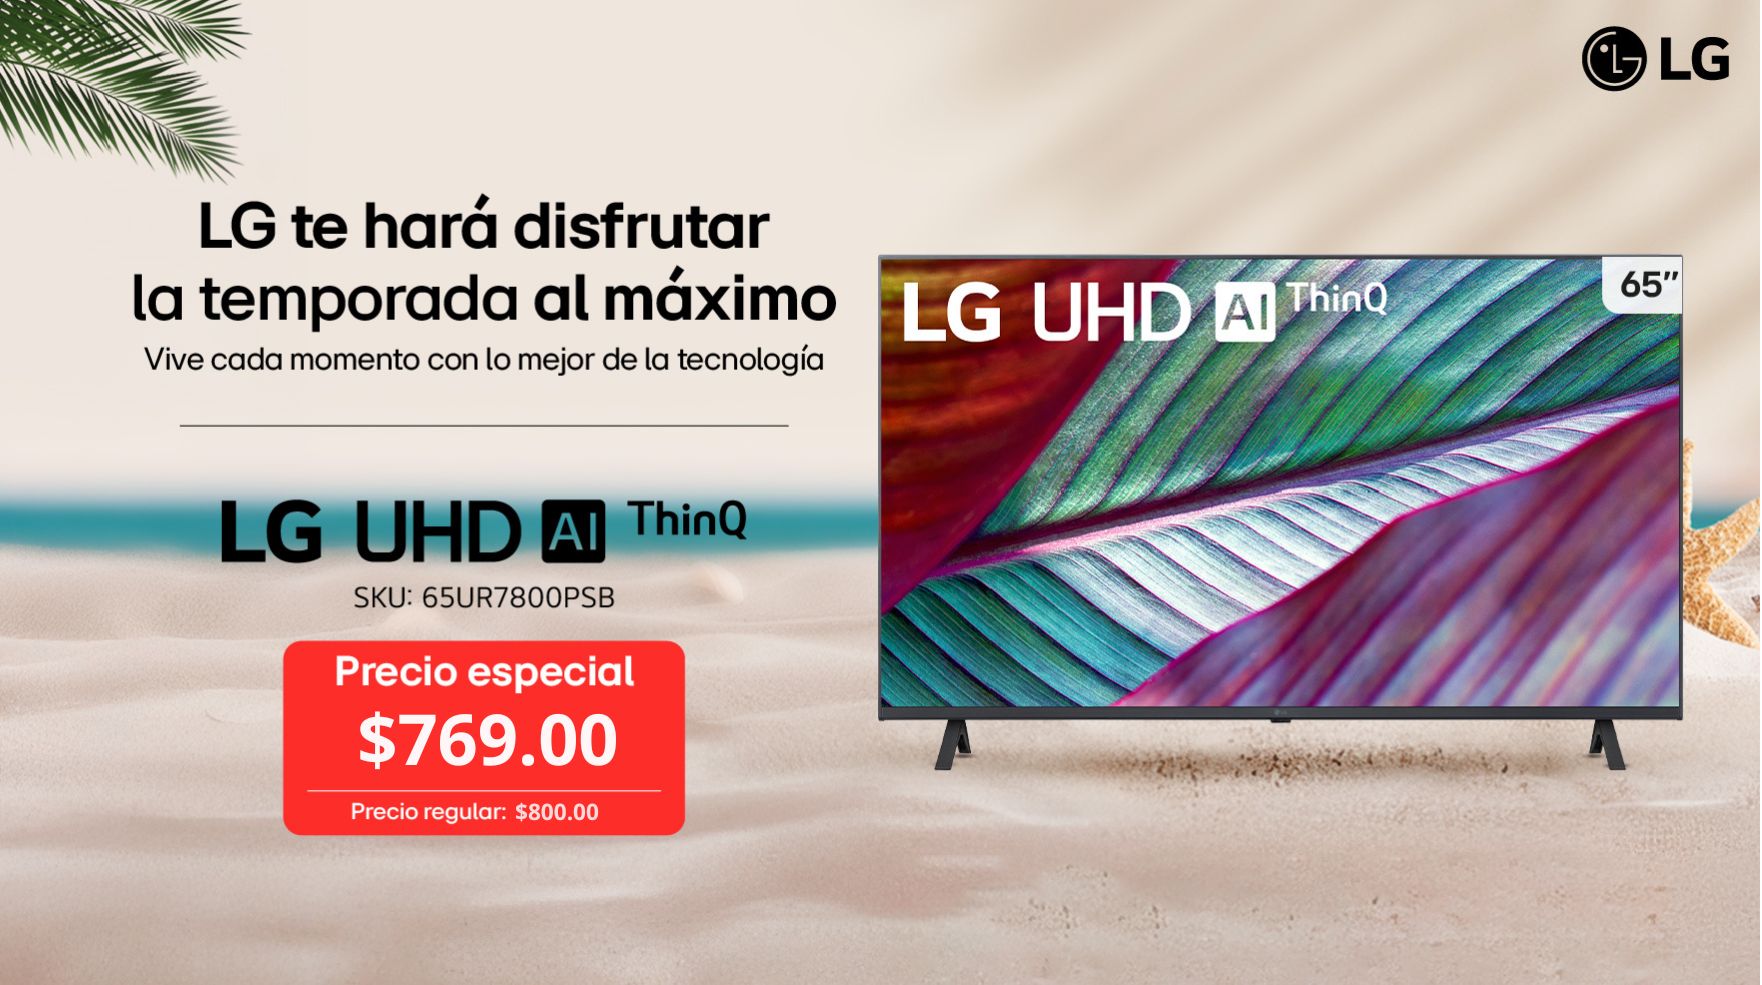 LG
LG te hará disfrutar
la temporada al máximo
Vive cada momento con lo mejor de la tecnología
LG UHD AI ThinQ
SKU: 65UR7800PSB
Precio especial
$769.00
Precio regular: $800.00
LG UHD AI ThinQ
65"